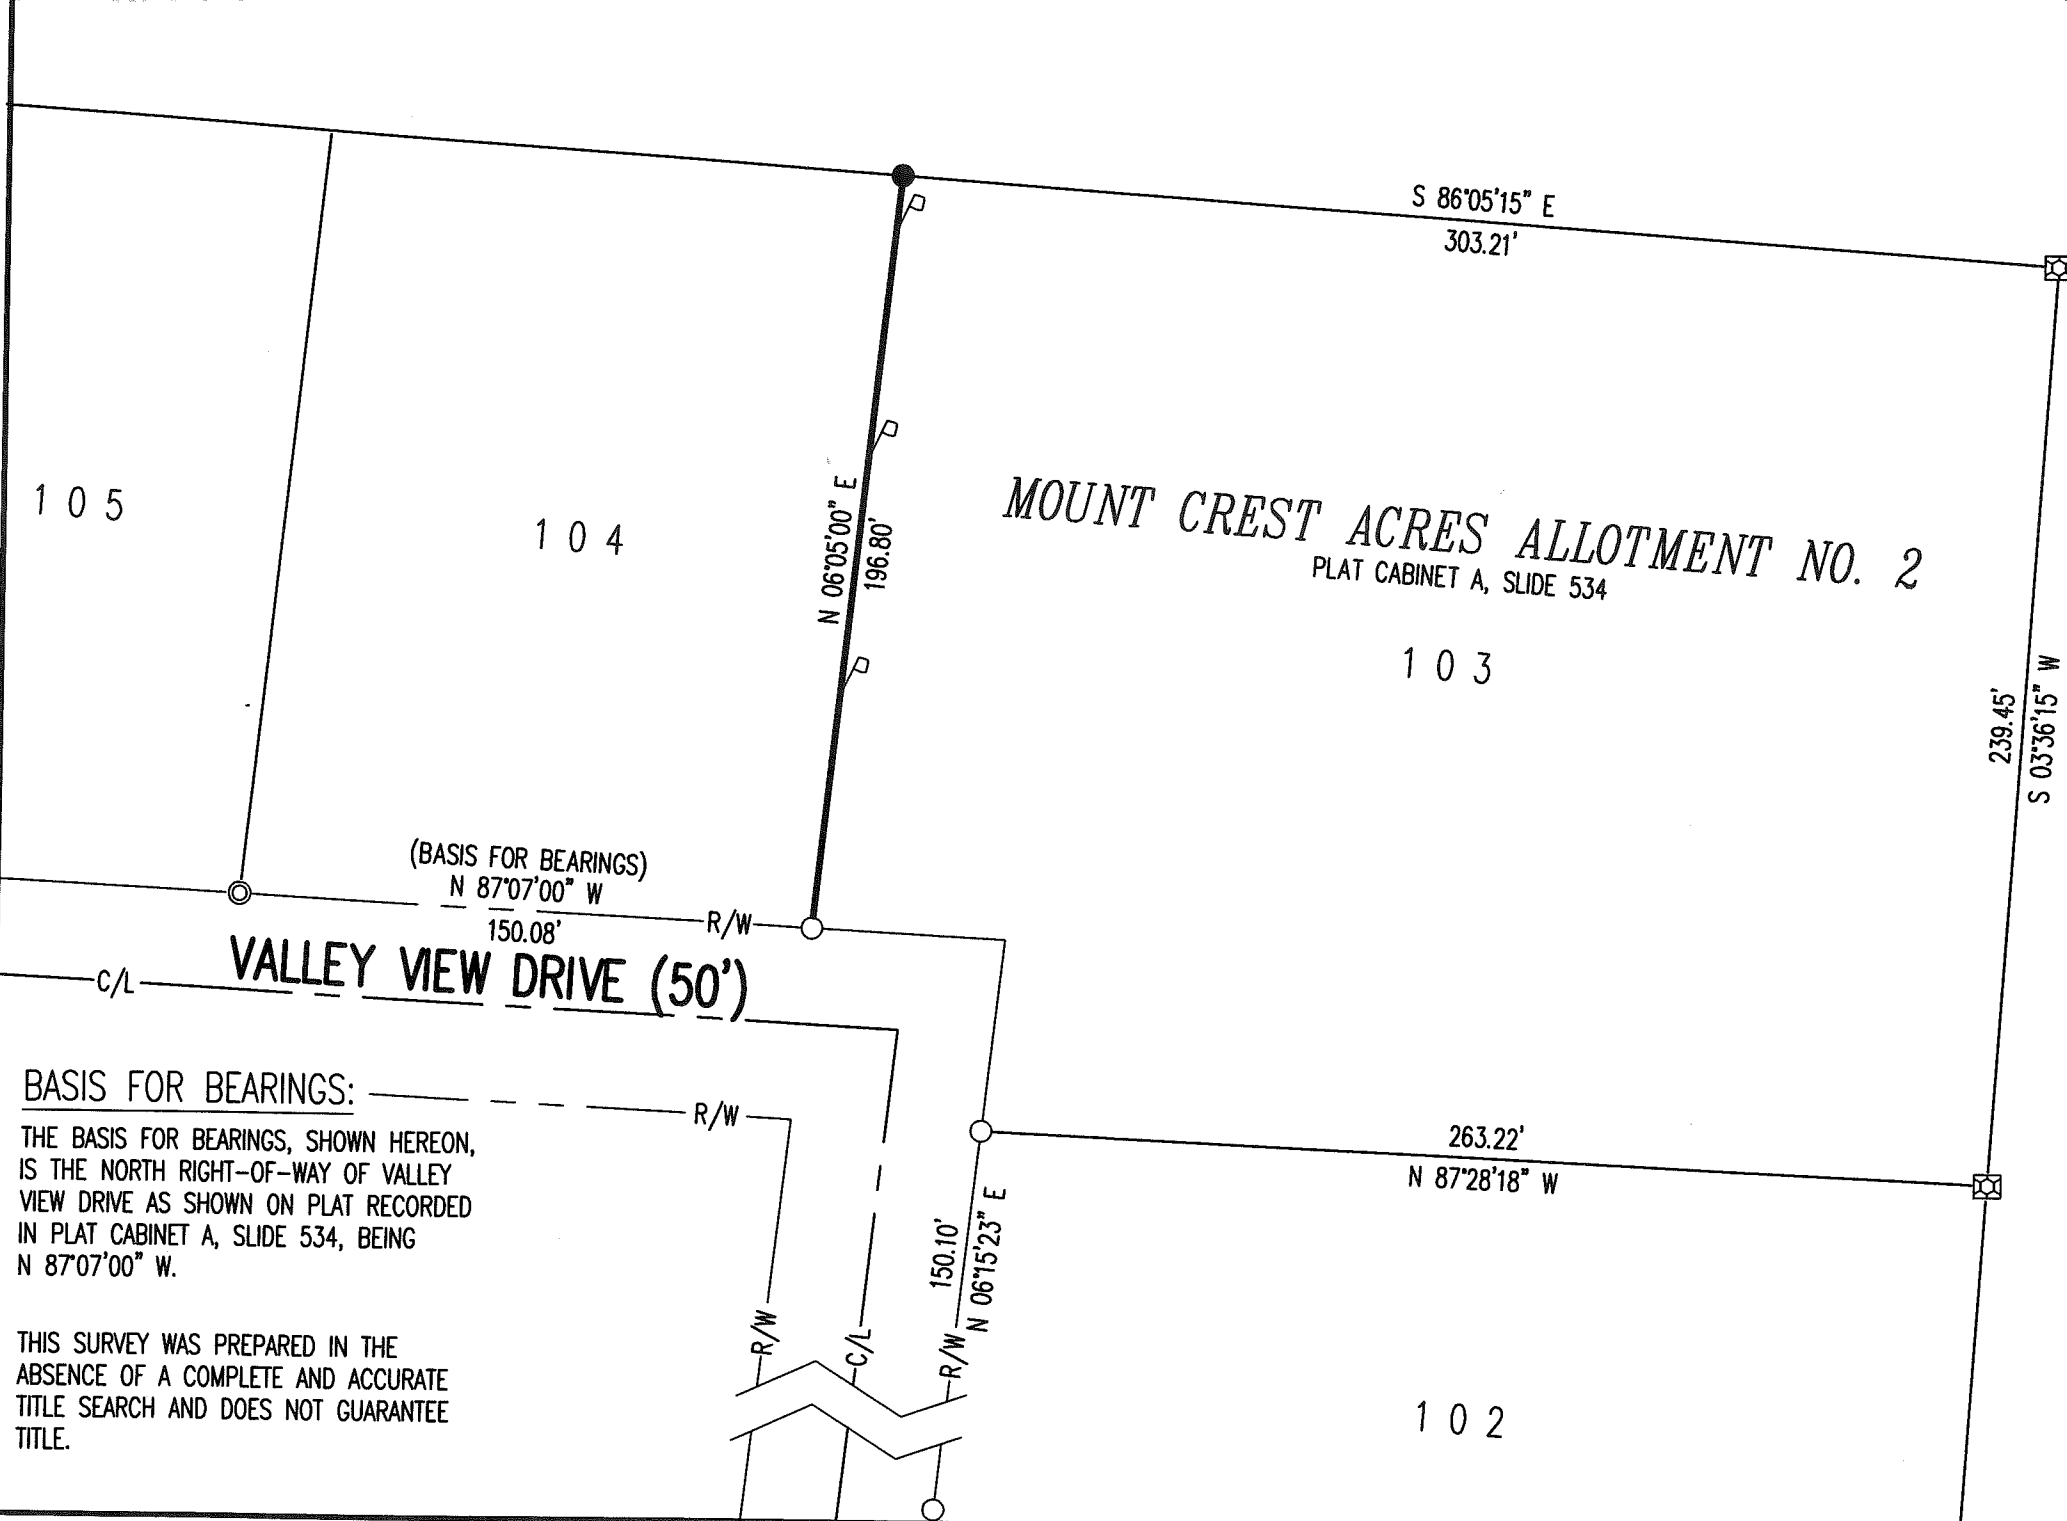 S 86°05'15" E
303.21'
1 0 5
1 0 4
N 06°05'00" E
196.80'
MOUNT CREST ACRES ALLOTMENT NO. 2
PLAT CABINET A, SLIDE 534
1 0 3
239.45'
S 03°36'15" W
(BASIS FOR BEARINGS)
N 87°07'00" W
150.08'
R/W
VALLEY VIEW DRIVE (50')
C/L
BASIS FOR BEARINGS:
R/W
THE BASIS FOR BEARINGS, SHOWN HEREON,
IS THE NORTH RIGHT-OF-WAY OF VALLEY
VIEW DRIVE AS SHOWN ON PLAT RECORDED
IN PLAT CABINET A, SLIDE 534, BEING
N 87°07'00" W.
263.22'
N 87°28'18" W
150.10'
N 06°15'23" E
R/W
C/L
R/W
THIS SURVEY WAS PREPARED IN THE
ABSENCE OF A COMPLETE AND ACCURATE
TITLE SEARCH AND DOES NOT GUARANTEE
TITLE.
1 0 2